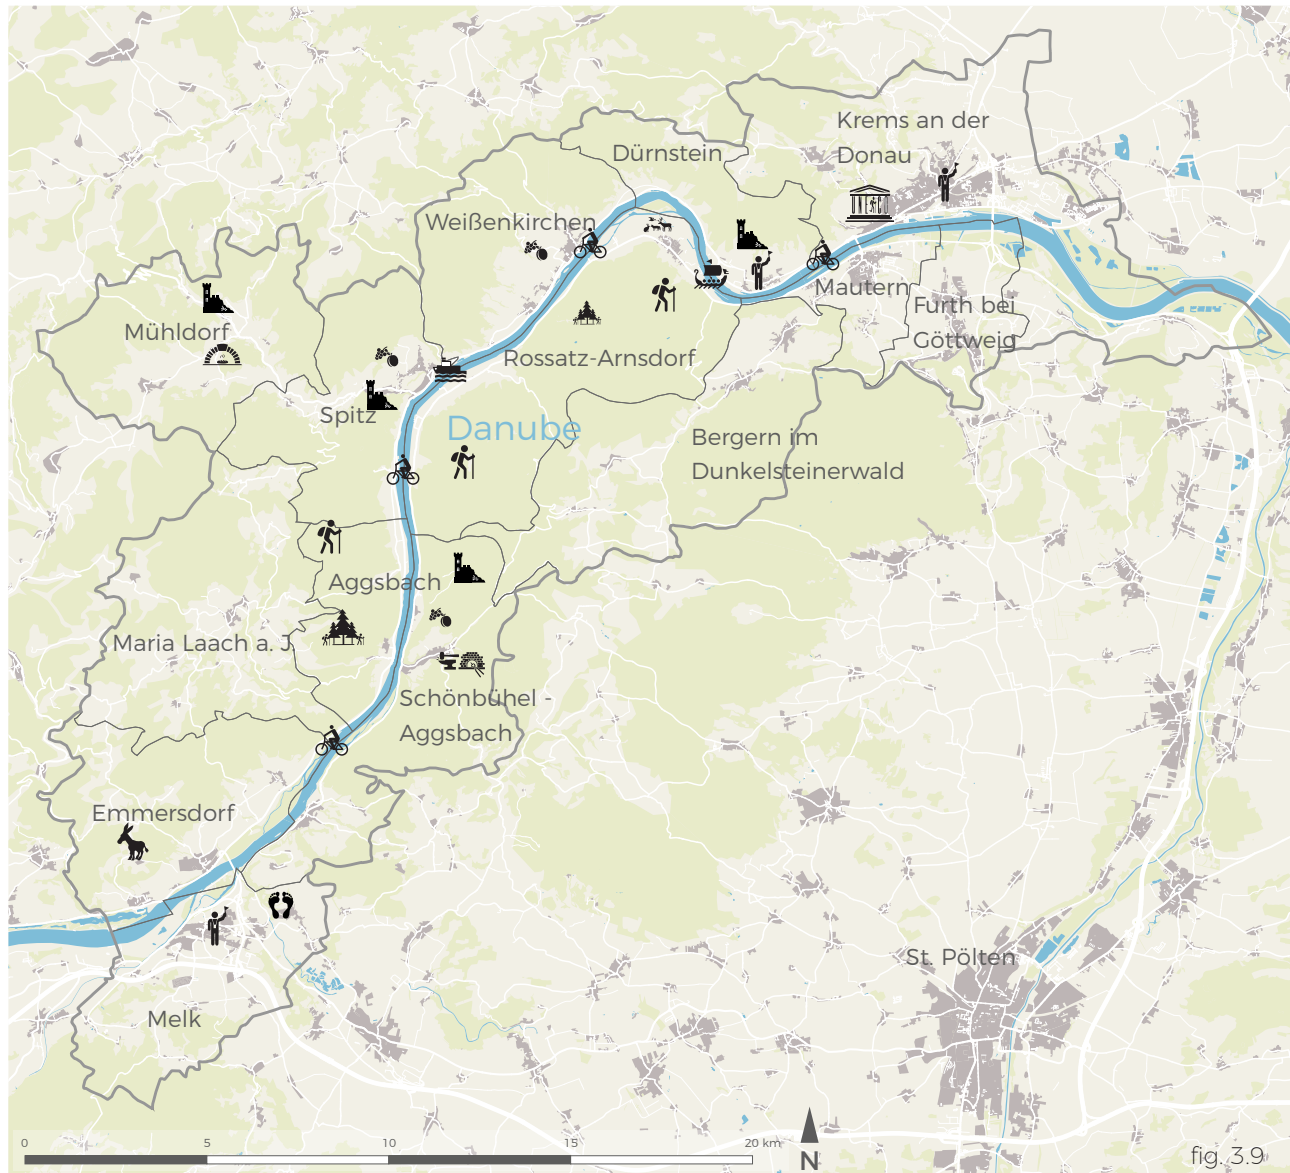 Krems an der
Donau
Dürnstein
UNESCO
Weißenkirchen
Mautern
Furth bei
Göttweig
Mühldorf
Rossatz-Arnsdorf
Spitz
Danube
Bergern im
Dunkelsteinerwald
Aggsbach
Maria Laach a. J.
Schönbühel -
Aggsbach
Emmersdorf
St. Pölten
Melk
0 5 10 15 20 km
N
fig. 3.9